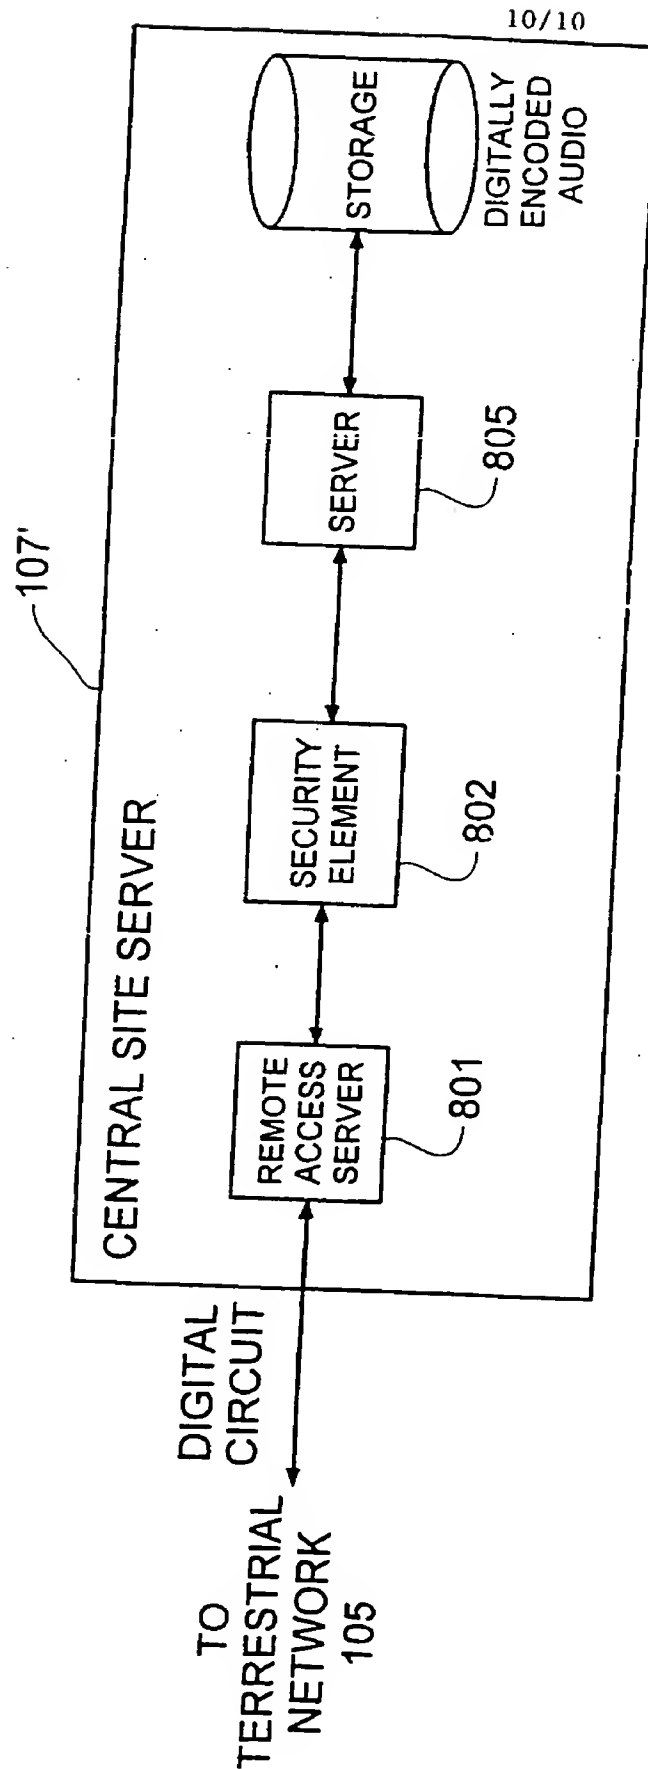 10/10
107'
CENTRAL SITE SERVER
TO
TERRESTRIAL
NETWORK
105
DIGITAL
CIRCUIT
REMOTE
ACCESS
SERVER
801
SECURITY
ELEMENT
802
SERVER
805
STORAGE
DIGITALLY
ENCODED
AUDIO